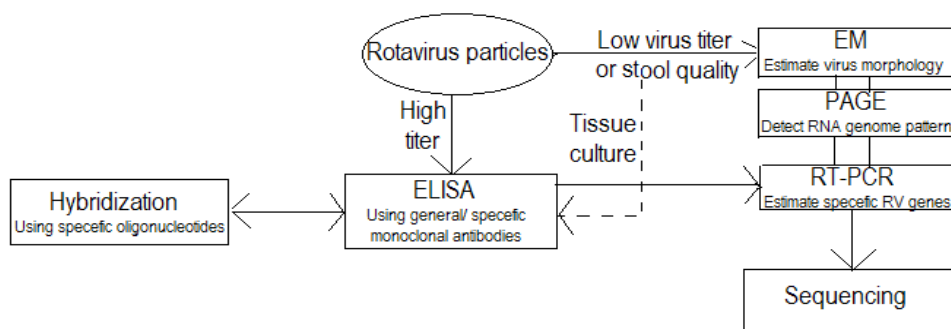 Rotavirus particles
Low virus titer
or stool quality
EM
Estimate virus morphology
PAGE
Detect RNA genome pattern
High
titer
Tissue
culture
Hybridization
Using specefic oligonucleotides
ELISA
Using general/ specefic
monoclonal antibodies
RT-PCR
Estimate specefic RV genes
Sequencing